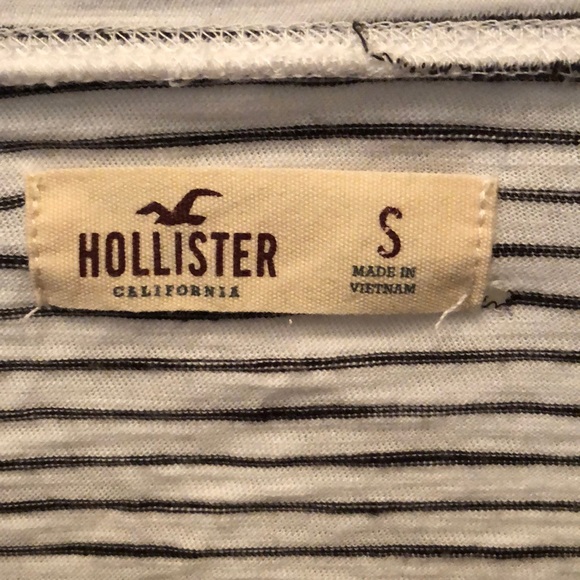 HOLLISTER
CALIFORNIA
S
MADE IN
VIETNAM